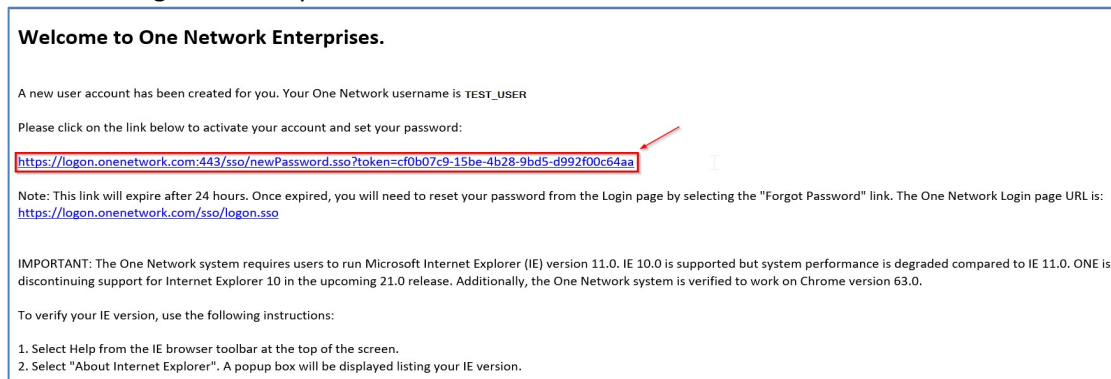 Welcome to One Network Enterprises.
A new user account has been created for you. Your One Network username is TEST_USER
Please click on the link below to activate your account and set your password:
https://logon.onenetwork.com:443/sso/newPassword.sso?token=cf0b07c9-15be-4b28-9bd5-d992f00c64aa
Note: This link will expire after 24 hours. Once expired, you will need to reset your password from the Login page by selecting the "Forgot Password" link. The One Network Login page URL is:
https://logon.onenetwork.com/sso/logon.sso
IMPORTANT: The One Network system requires users to run Microsoft Internet Explorer (IE) version 11.0. IE 10.0 is supported but system performance is degraded compared to IE 11.0. ONE is
discontinuing support for Internet Explorer 10 in the upcoming 21.0 release. Additionally, the One Network system is verified to work on Chrome version 63.0.
To verify your IE version, use the following instructions:
1. Select Help from the IE browser toolbar at the top of the screen.
2. Select "About Internet Explorer". A popup box will be displayed listing your IE version.